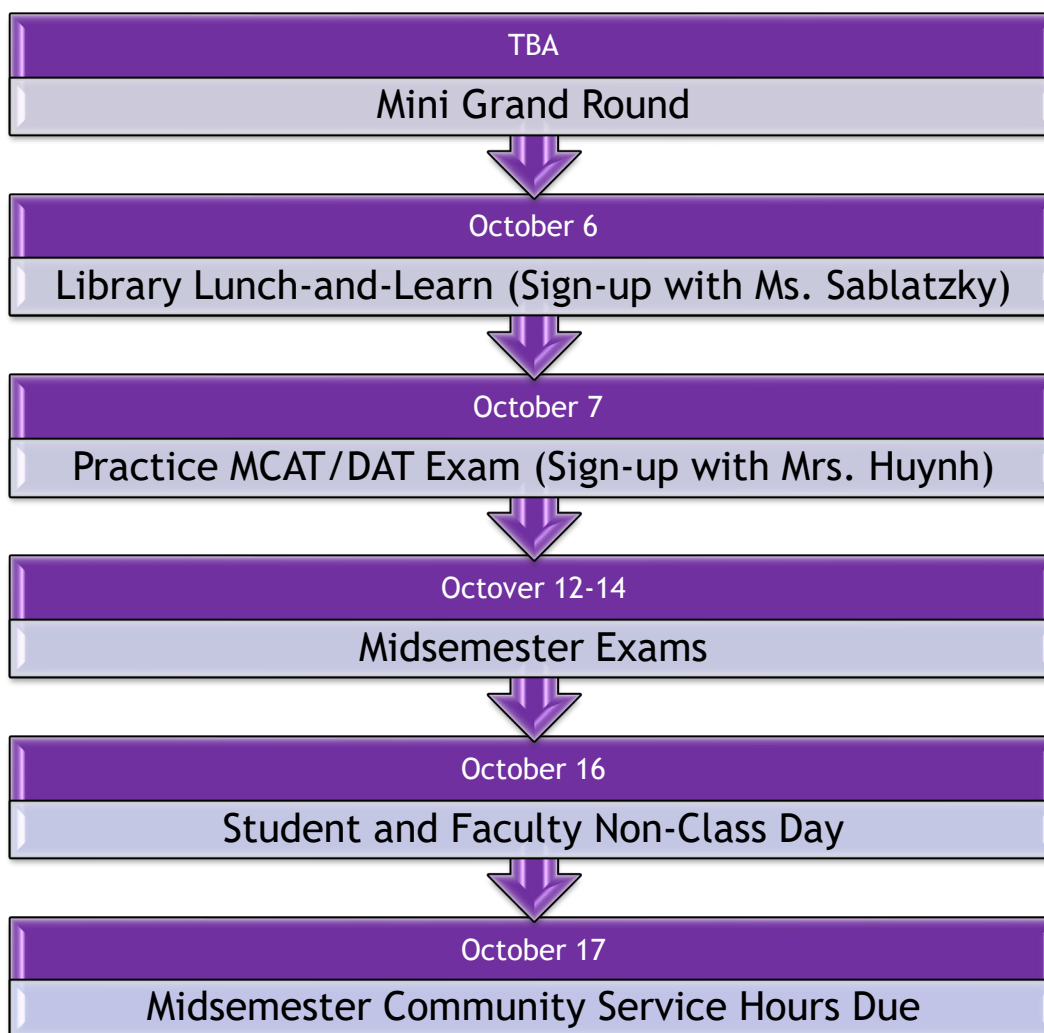 TBA
Mini Grand Round
October 6
Library Lunch-and-Learn (Sign-up with Ms. Sablatzky)
October 7
Practice MCAT/DAT Exam (Sign-up with Mrs. Huynh)
Octover 12-14
Midsemester Exams
October 16
Student and Faculty Non-Class Day
October 17
Midsemester Community Service Hours Due